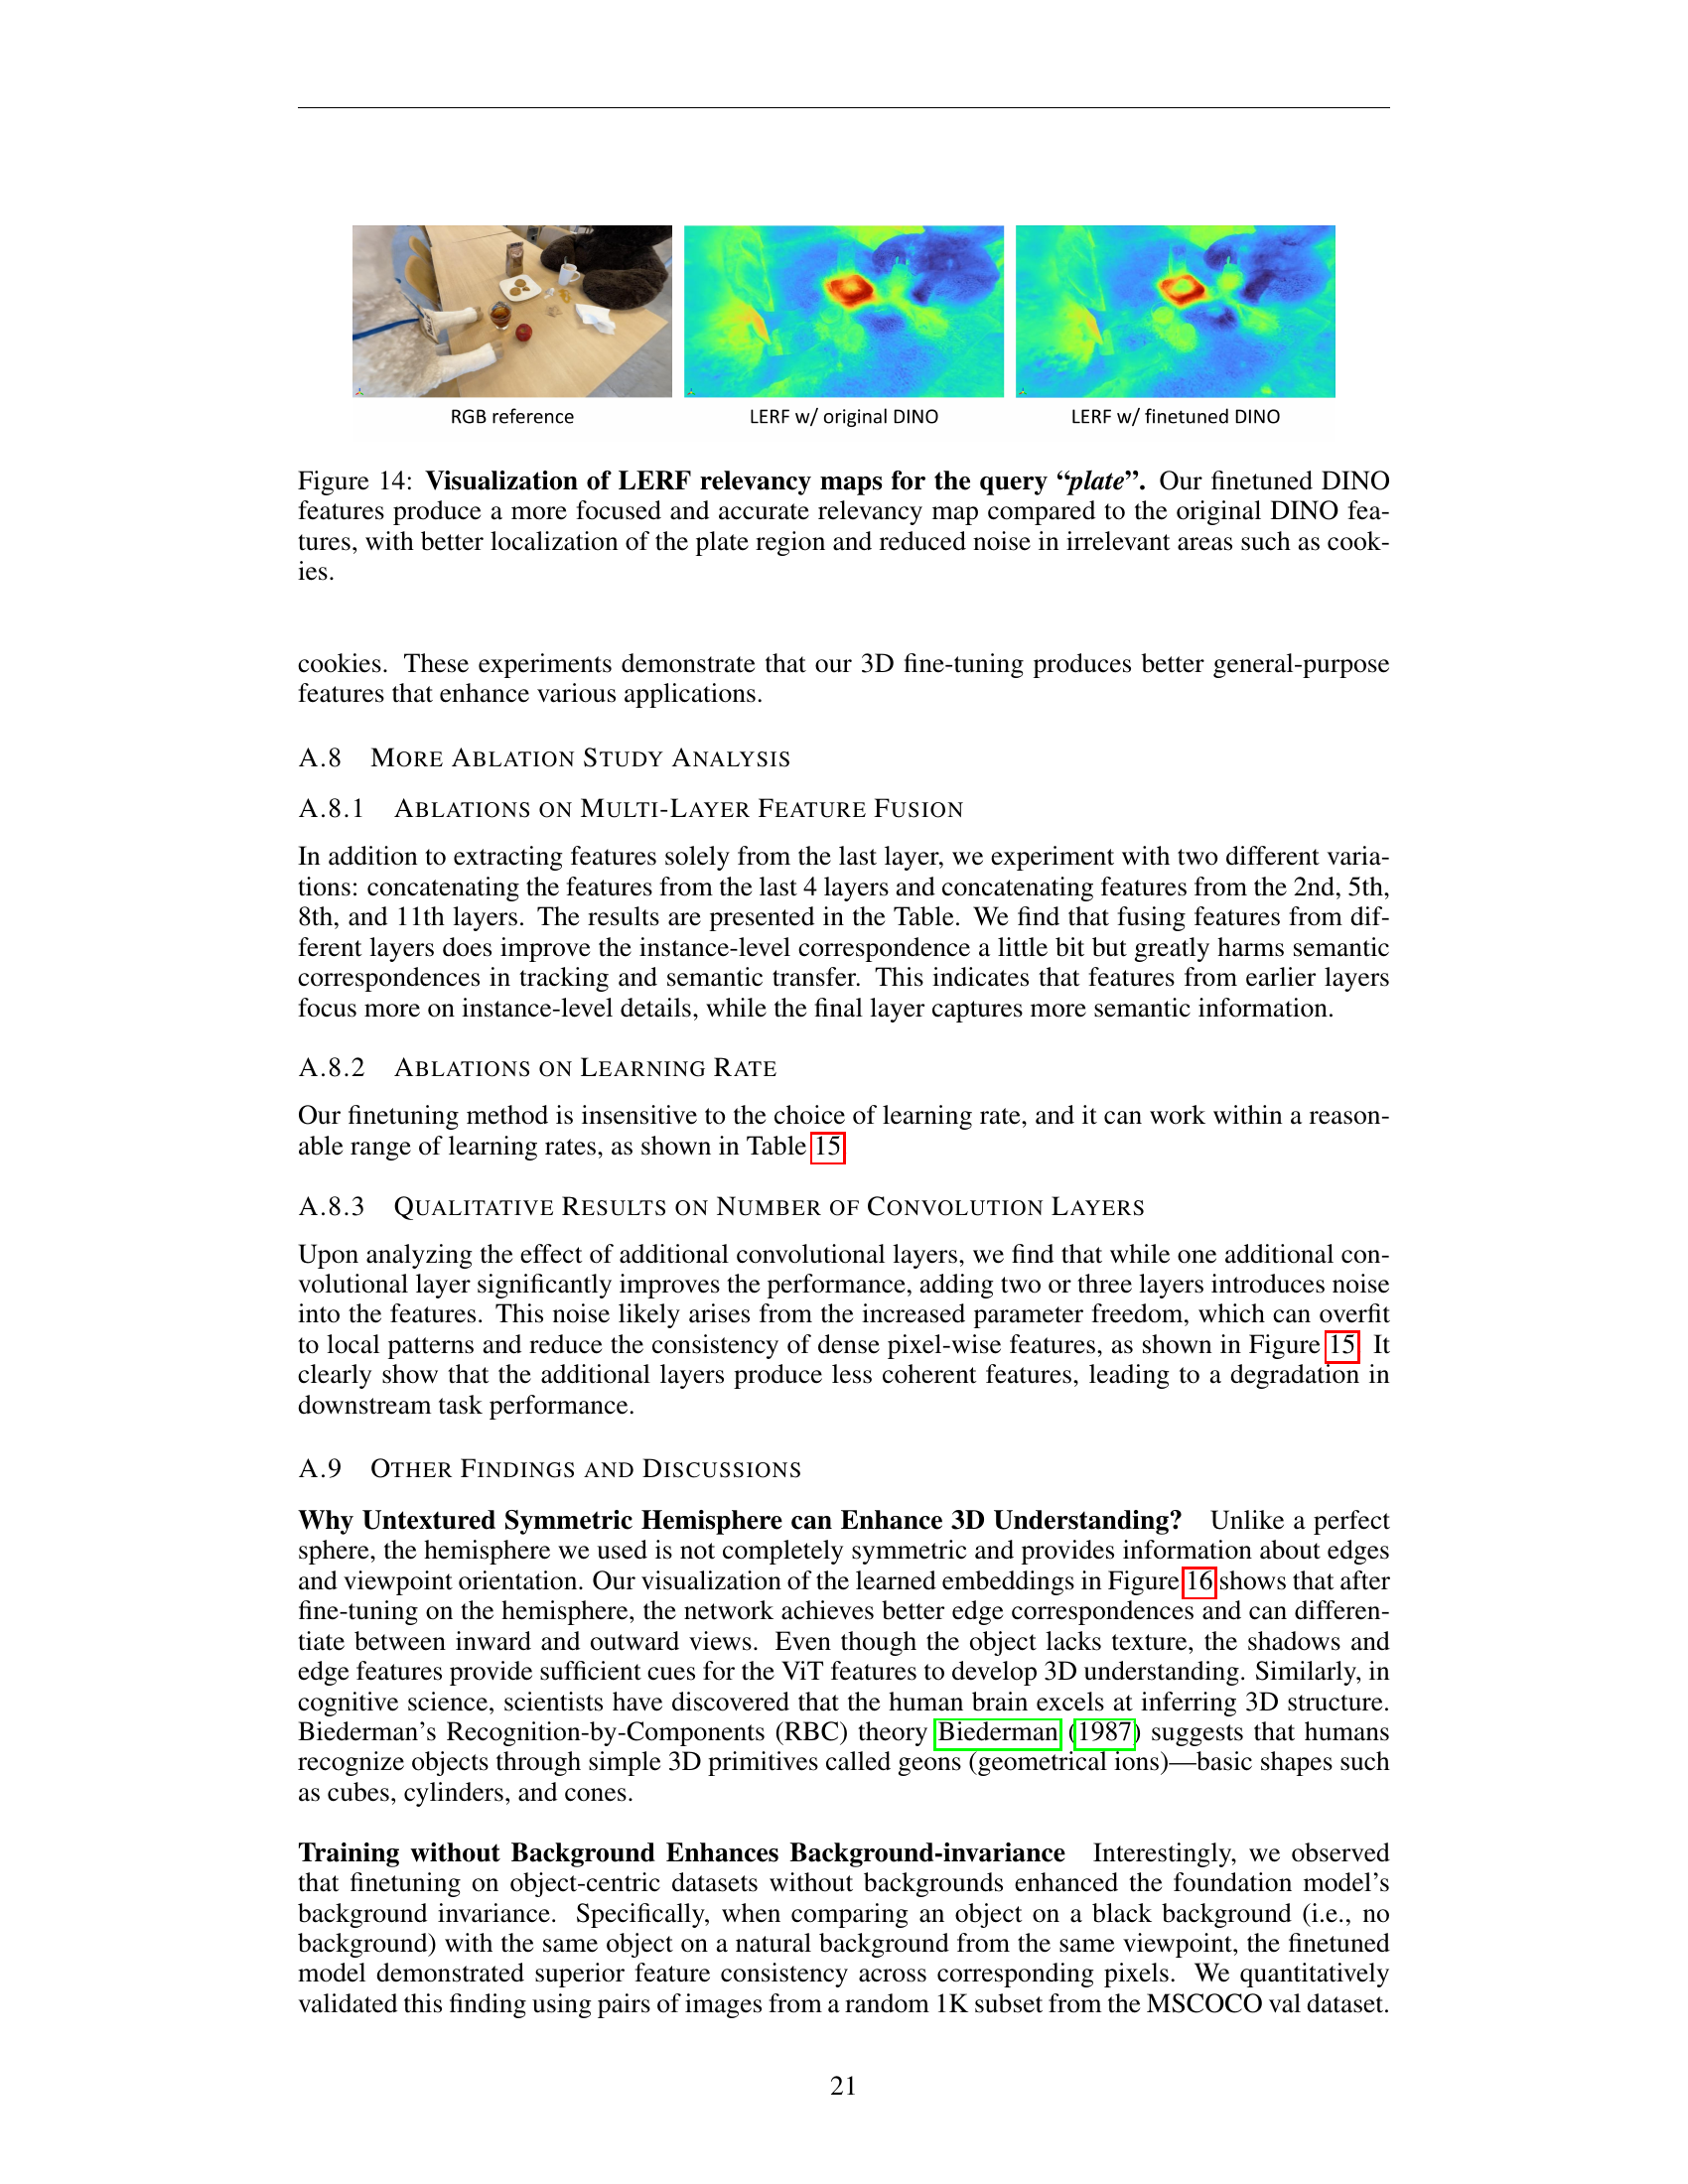 RGB reference
LERF w/ original DINO
LERF w/ finetuned DINO
Figure 14: Visualization of LERF relevancy maps for the query “plate”. Our finetuned DINO
features produce a more focused and accurate relevancy map compared to the original DINO fea-
tures, with better localization of the plate region and reduced noise in irrelevant areas such as cook-
ies.
cookies. These experiments demonstrate that our 3D fine-tuning produces better general-purpose
features that enhance various applications.
A.8 MORE ABLATION STUDY ANALYSIS
A.8.1 ABLATIONS ON MULTI-LAYER FEATURE FUSION
In addition to extracting features solely from the last layer, we experiment with two different varia-
tions: concatenating the features from the last 4 layers and concatenating features from the 2nd, 5th,
8th, and 11th layers. The results are presented in the Table. We find that fusing features from dif-
ferent layers does improve the instance-level correspondence a little bit but greatly harms semantic
correspondences in tracking and semantic transfer. This indicates that features from earlier layers
focus more on instance-level details, while the final layer captures more semantic information.
A.8.2 ABLATIONS ON LEARNING RATE
Our finetuning method is insensitive to the choice of learning rate, and it can work within a reason-
able range of learning rates, as shown in Table 15
A.8.3 QUALITATIVE RESULTS ON NUMBER OF CONVOLUTION LAYERS
Upon analyzing the effect of additional convolutional layers, we find that while one additional con-
volutional layer significantly improves the performance, adding two or three layers introduces noise
into the features. This noise likely arises from the increased parameter freedom, which can overfit
to local patterns and reduce the consistency of dense pixel-wise features, as shown in Figure 15 It
clearly show that the additional layers produce less coherent features, leading to a degradation in
downstream task performance.
A.9 OTHER FINDINGS AND DISCUSSIONS
Why Untextured Symmetric Hemisphere can Enhance 3D Understanding? Unlike a perfect
sphere, the hemisphere we used is not completely symmetric and provides information about edges
and viewpoint orientation. Our visualization of the learned embeddings in Figure 16 shows that after
fine-tuning on the hemisphere, the network achieves better edge correspondences and can differen-
tiate between inward and outward views. Even though the object lacks texture, the shadows and
edge features provide sufficient cues for the ViT features to develop 3D understanding. Similarly, in
cognitive science, scientists have discovered that the human brain excels at inferring 3D structure.
Biederman’s Recognition-by-Components (RBC) theory Biederman (1987) suggests that humans
recognize objects through simple 3D primitives called geons (geometrical ions)—basic shapes such
as cubes, cylinders, and cones.
Training without Background Enhances Background-invariance Interestingly, we observed
that finetuning on object-centric datasets without backgrounds enhanced the foundation model’s
background invariance. Specifically, when comparing an object on a black background (i.e., no
background) with the same object on a natural background from the same viewpoint, the finetuned
model demonstrated superior feature consistency across corresponding pixels. We quantitatively
validated this finding using pairs of images from a random 1K subset from the MSCOCO val dataset.
21